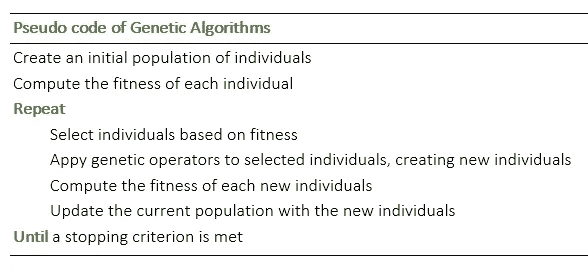 Pseudo code of Genetic Algorithms
Create an initial population of individuals
Compute the fitness of each individual
Repeat
Select individuals based on fitness
Appy genetic operators to selected individuals, creating new individuals
Compute the fitness of each new individuals
Update the current population with the new individuals
Until a stopping criterion is met